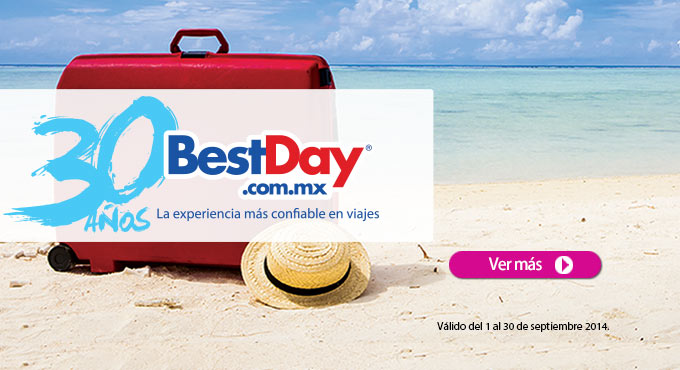 30
AÑOS
BestDay®
.com.mx
La experiencia más confiable en viajes
Ver más
Válido del 1 al 30 de septiembre 2014.